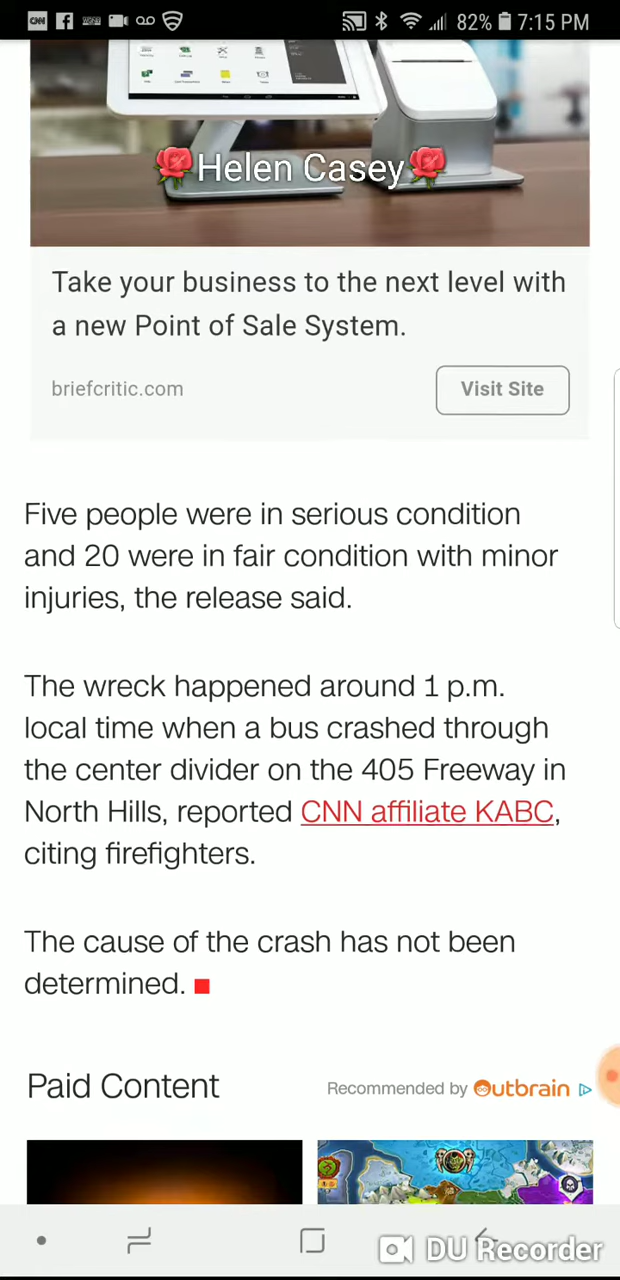 82% 7:15 PM
Helen Casey
Take your business to the next level with
a new Point of Sale System.
briefcritic.com
Visit Site
Five people were in serious condition
and 20 were in fair condition with minor
injuries, the release said.
The wreck happened around 1 p.m.
local time when a bus crashed through
the center divider on the 405 Freeway in
North Hills, reported CNN affiliate KABC,
citing firefighters.
The cause of the crash has not been
determined.
Paid Content
Recommended by Outbrain
DU Recorder